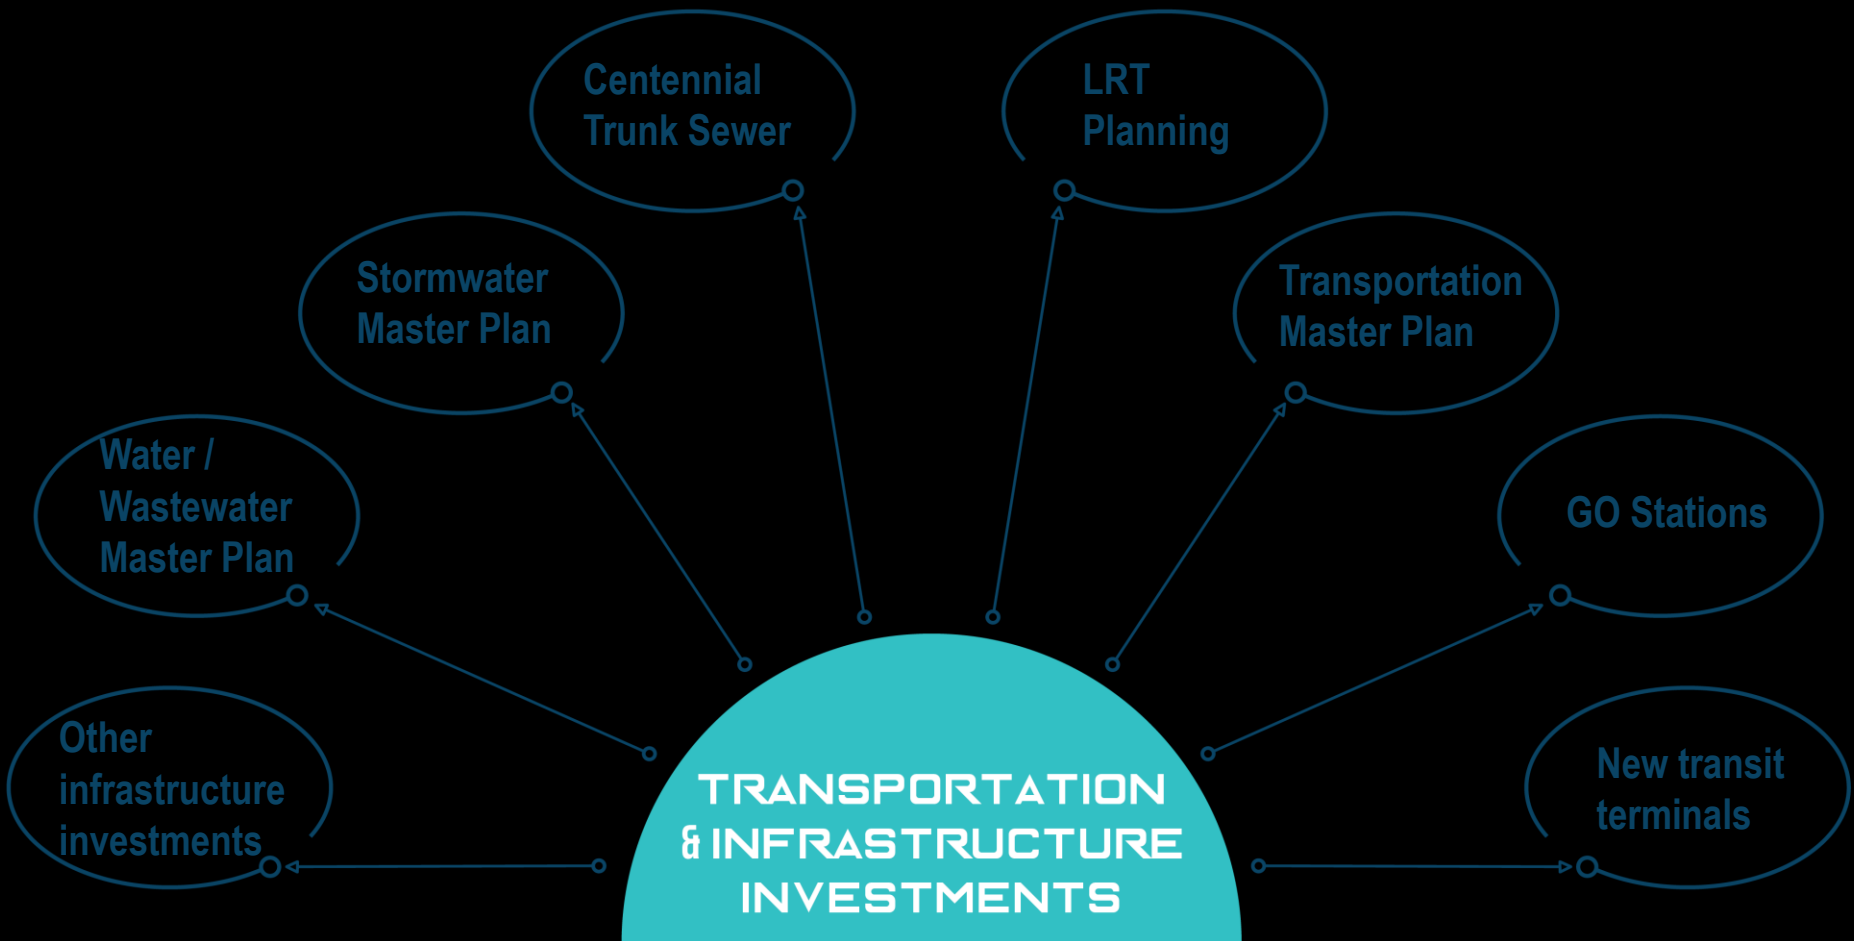 Centennial
Trunk Sewer
LRT
Planning
Stormwater
Master Plan
Transportation
Master Plan
Water /
Wastewater
Master Plan
GO Stations
Other
infrastructure
investments
New transit
terminals
TRANSPORTATION
& INFRASTRUCTURE
INVESTMENTS